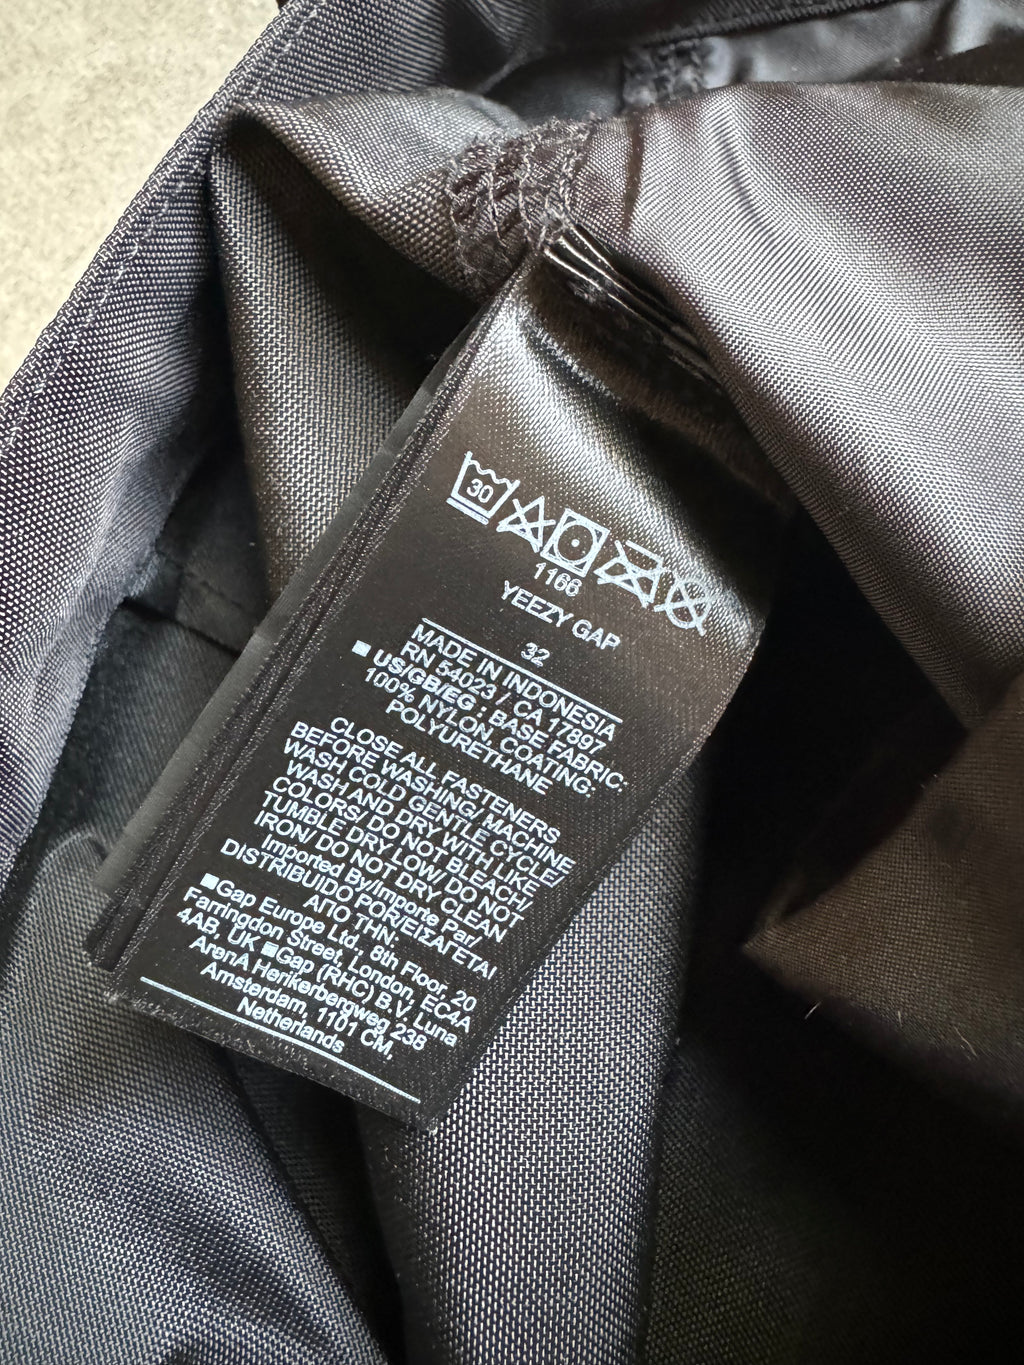 30
1166
YEEZY GAP
32
MADE IN INDONESIA
RN 54023 / CA 17897
■ US/GB/EG : BASE FABRIC:
100% NYLON, COATING:
POLYURETHANE
CLOSE ALL FASTENERS
BEFORE WASHING/ MACHINE
WASH COLD GENTLE CYCLE/
WASH AND DRY WITH LIKE
COLORS/ DO NOT BLEACH/
TUMBLE DRY LOW/ DO NOT
IRON/ DO NOT DRY CLEAN
Imported By/Importe Par/
DISTRIBUIDO POR/ΕΙΣΑΓΕΤΑΙ
ΑΠΟ ΤΗΝ:
■Gap Europe Ltd., 8th Floor, 20
Farringdon Street, London, EC4A
4AB, UK ■Gap (RHC) B.V. Luna
ArenA Herikerbergweg 238
Amsterdam, 1101 CM,
Netherlands